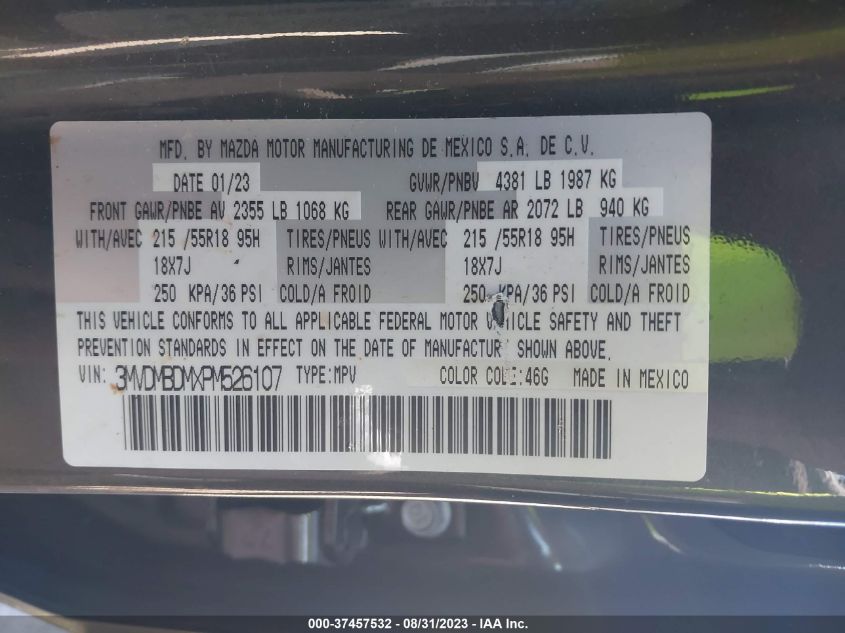 MFD. BY MAZDA MOTOR MANUFACTURING DE MEXICO S.A. DE C.V.
DATE 01/23 GVWR/PNBV 4381 LB 1987 KG
FRONT GAWR/PNBE AV 2355 LB 1068 KG REAR GAWR/PNBE AR 2072 LB 940 KG
WITH/AVEC 215 /55R18 95H TIRES/PNEUS WITH/AVEC 215 /55R18 95H TIRES/PNEUS
18X7J RIMS/JANTES 18X7J RIMS/JANTES
250 KPA/36 PSI COLD/A FROID 250 KPA/36 PSI COLD/A FROID
THIS VEHICLE CONFORMS TO ALL APPLICABLE FEDERAL MOTOR VEHICLE SAFETY AND THEFT
PREVENTION STANDARDS IN EFFECT ON THE DATE OF MANUFACTUR SHOWN ABOVE.
VIN: 3MVDMBDMXPM526107 TYPE:MPV COLOR CODE:46G MADE IN MEXICO
000-37457532 - 08/31/2023 - IAA Inc.